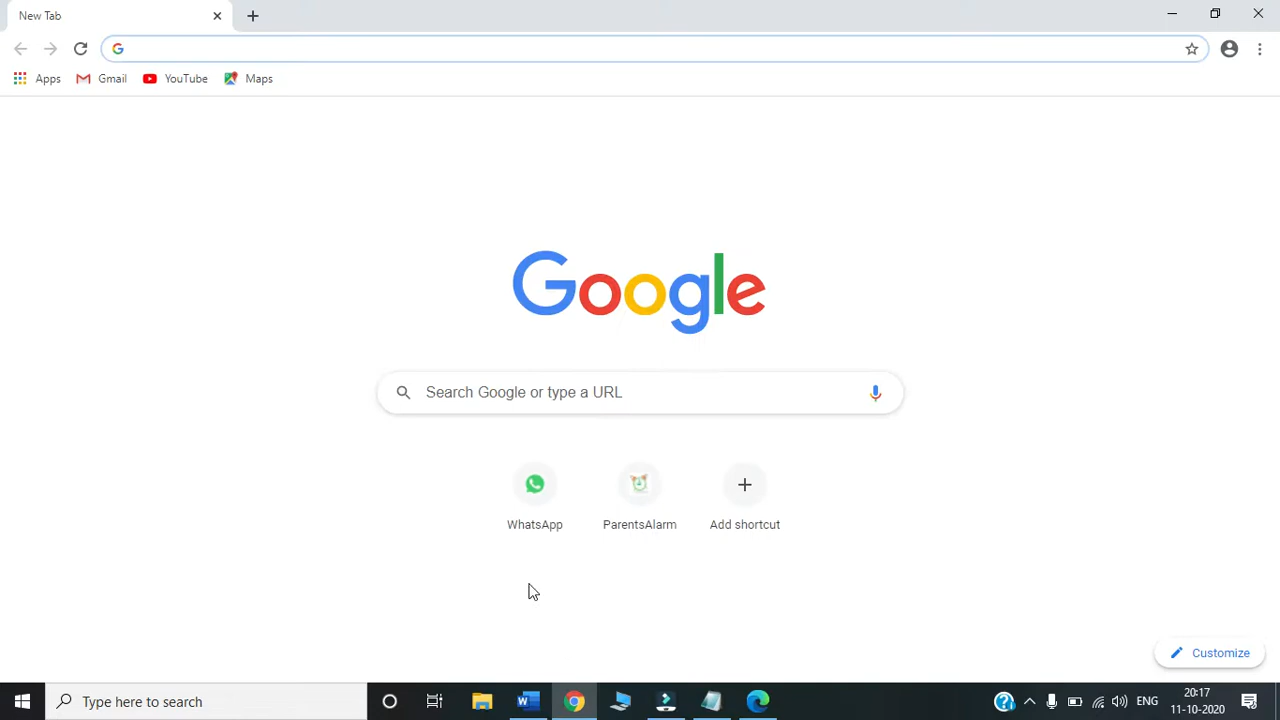 New Tab
Apps Gmail YouTube Maps
Google
Search Google or type a URL
WhatsApp ParentsAlarm Add shortcut
Customize
Type here to search
ENG
20:17
11-10-2020